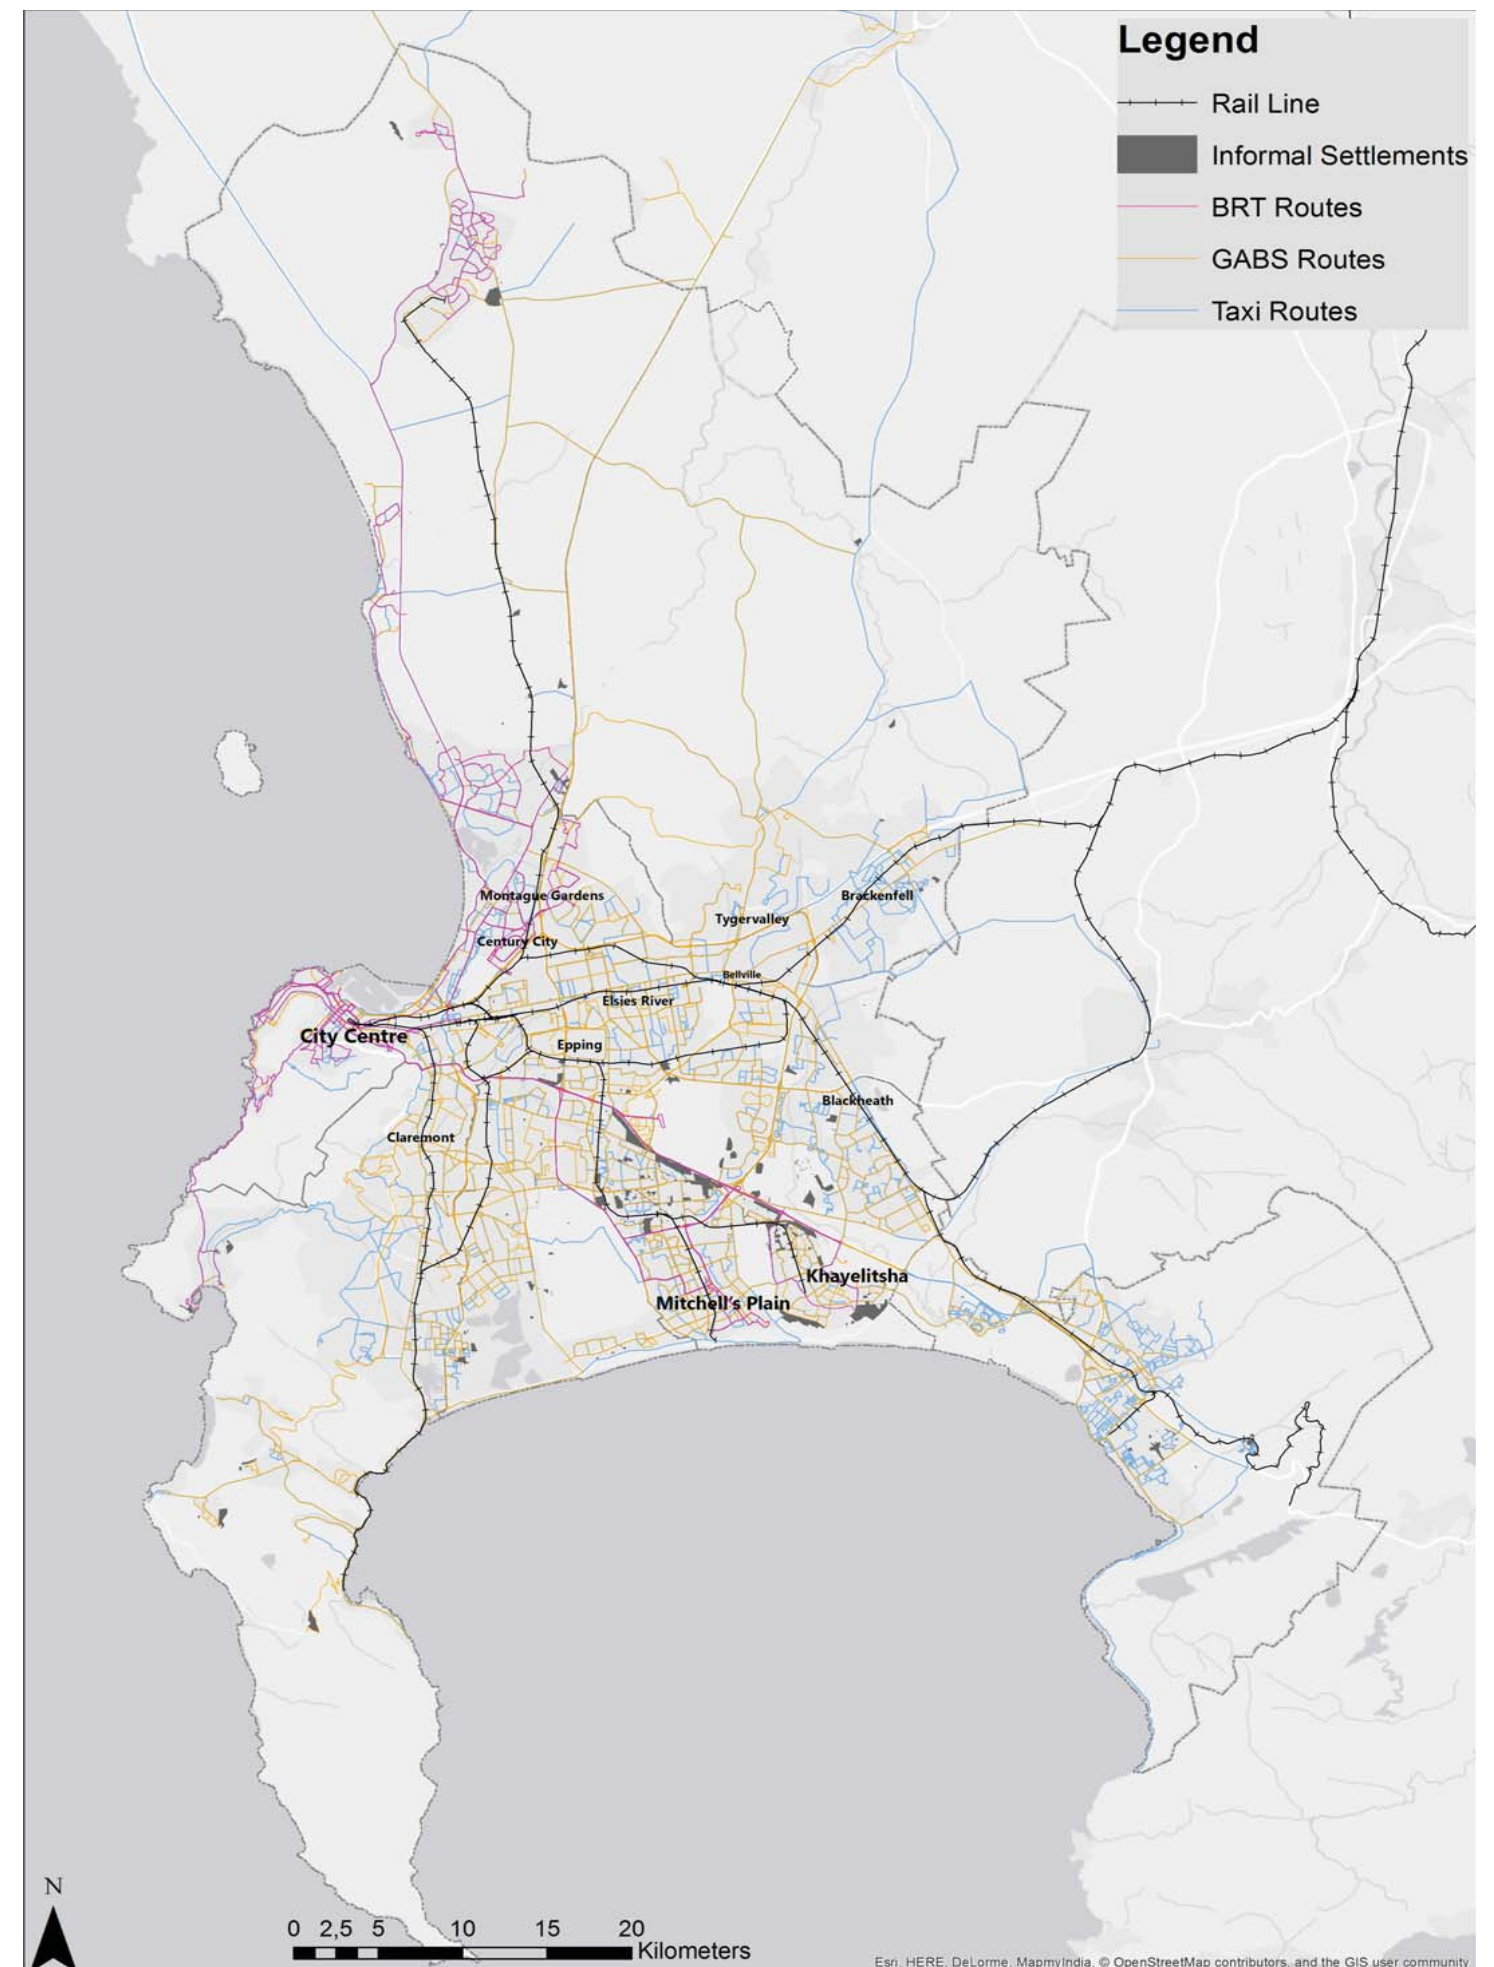 Legend
Rail Line
Informal Settlements
BRT Routes
GABS Routes
Taxi Routes
Montague Gardens
Brackenfell
Tygervalley
Century City
Bellville
Elsies River
City Centre
Epping
Blackheath
Claremont
Khayelitsha
Mitchell's Plain
N
0 2,5 5 10 15 20
Kilometers
Esri, HERE, DeLorme, MapmyIndia, © OpenStreetMap contributors, and the GIS user community